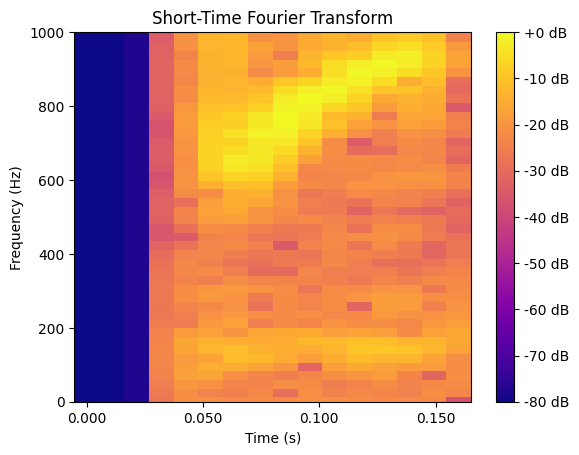 Short-Time Fourier Transform
1000
800
600
400
200
0
Frequency (Hz)
0.000
0.050
0.100
0.150
Time (s)
+0 dB
-10 dB
-20 dB
-30 dB
-40 dB
-50 dB
-60 dB
-70 dB
-80 dB